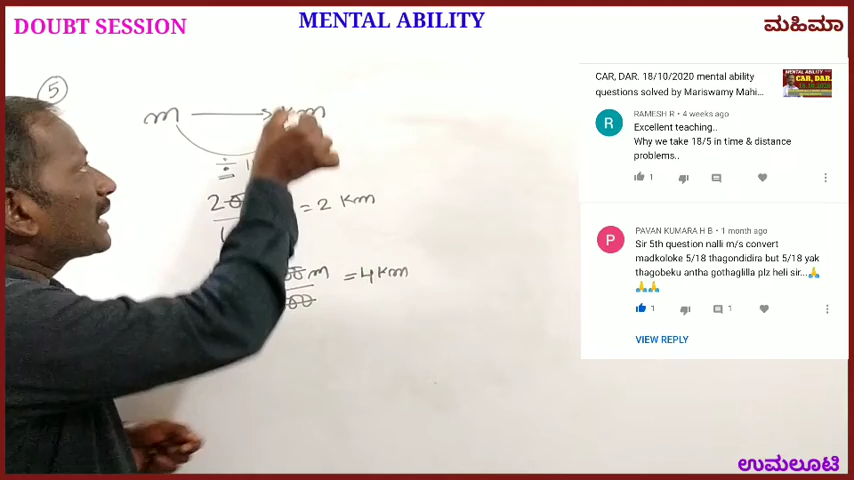 DOUBT SESSION
MENTAL ABILITY
ಮಹಿಮಾ
5
m
km
÷ 1
= 2 km
m = 4 km
CAR, DAR. 18/10/2020 mental ability
questions solved by Mariswamy Mahi...
MENTAL ABILITY
CAR, DAR.
R
RAMESH R • 4 weeks ago
Excellent teaching..
Why we take 18/5 in time & distance
problems..
1
P
PAVAN KUMARA H B • 1 month ago
Sir 5th question nalli m/s convert
madkoloke 5/18 thagondidira but 5/18 yak
thagobeku antha gothaglilla plz heli sir...🙏
🙏🙏
1
1
VIEW REPLY
ಉಮಲೂಟಿ